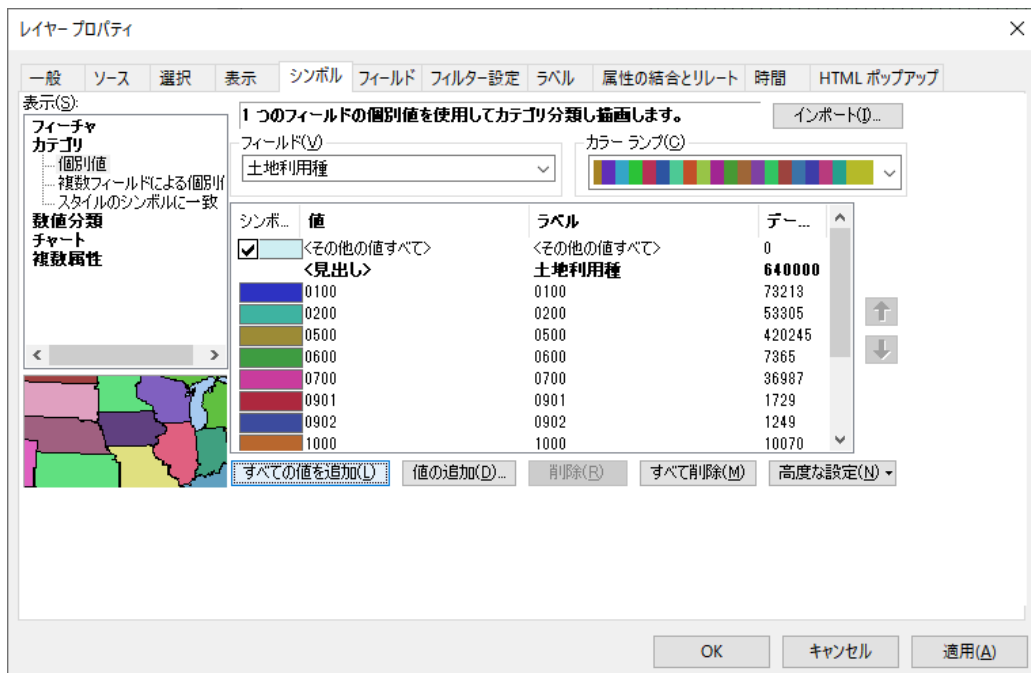 レイヤー プロパティ
一般 ソース 選択 表示 シンボル フィールド フィルター設定 ラベル 属性の結合とリレート 時間 HTML ポップアップ
表示(S):
フィーチャ
カテゴリ
個別値
複数フィールドによる個別値
スタイルのシンボルに一致
数値分類
チャート
複数属性
1 つのフィールドの個別値を使用してカテゴリ分類し描画します。
インポート(I)...
フィールド(V)
土地利用種
カラー ランプ(C)
シンボ... 値 ラベル デー...
<その他の値すべて> <その他の値すべて> 0
<見出し> 土地利用種 640000
0100 0100 73213
0200 0200 53305
0500 0500 420245
0600 0600 7365
0700 0700 36987
0901 0901 1729
0902 0902 1249
1000 1000 10070
すべての値を追加(L) 値の追加(D)... 削除(R) すべて削除(M) 高度な設定(N)
OK キャンセル 適用(A)